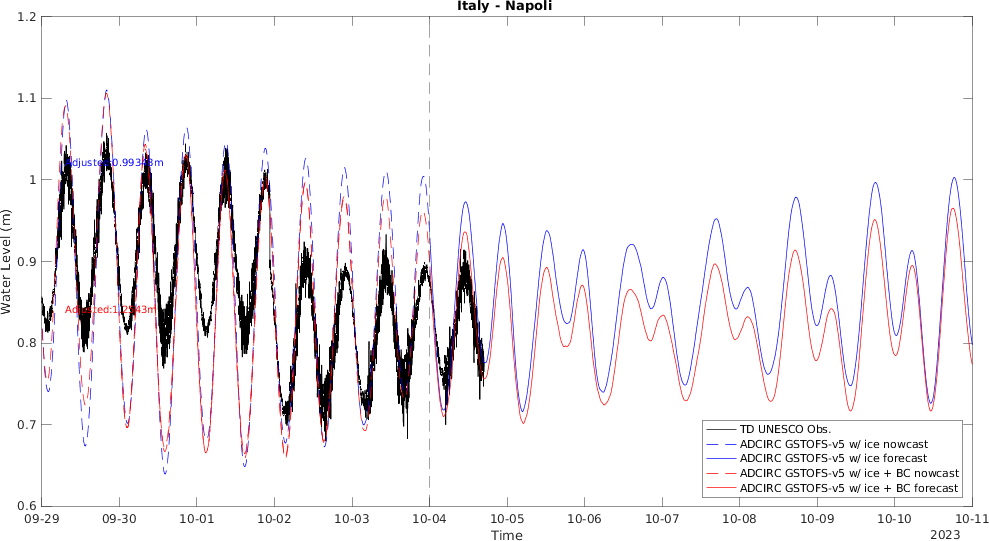 Italy - Napoli
1.2
1.1
1
0.9
0.8
0.7
0.6
Water Level (m)
Adjusted:0.99343m
09-29
09-30
10-01
10-02
10-03
10-04
10-05
10-06
10-07
10-08
10-09
10-10
10-11
2023
Time
TD UNESCO Obs.
ADCIRC GSTOFS-v5 w/ ice nowcast
ADCIRC GSTOFS-v5 w/ ice forecast
ADCIRC GSTOFS-v5 w/ ice + BC nowcast
ADCIRC GSTOFS-v5 w/ ice + BC forecast